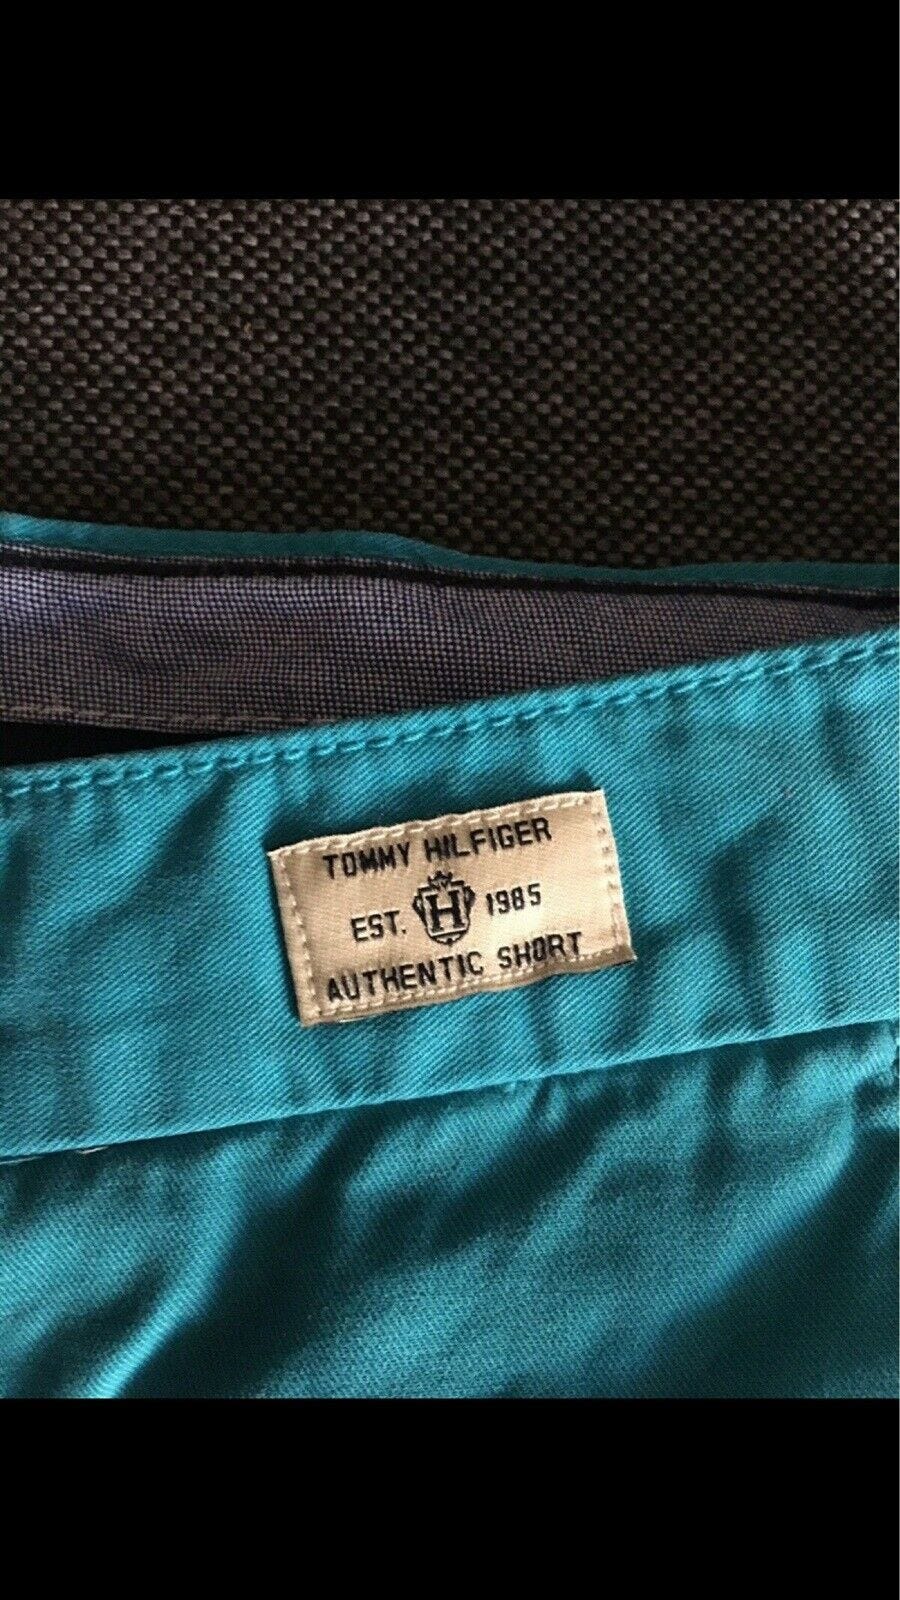 TOMMY HILFIGER
EST. H 1985
AUTHENTIC SHORT